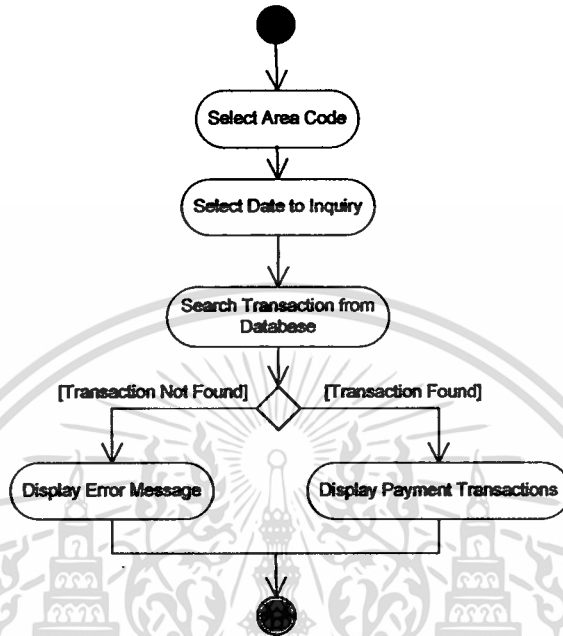 Select Area Code
Select Date to Inquiry
Search Transaction from
Database
[Transaction Not Found]
[Transaction Found]
Display Error Message
Display Payment Transactions